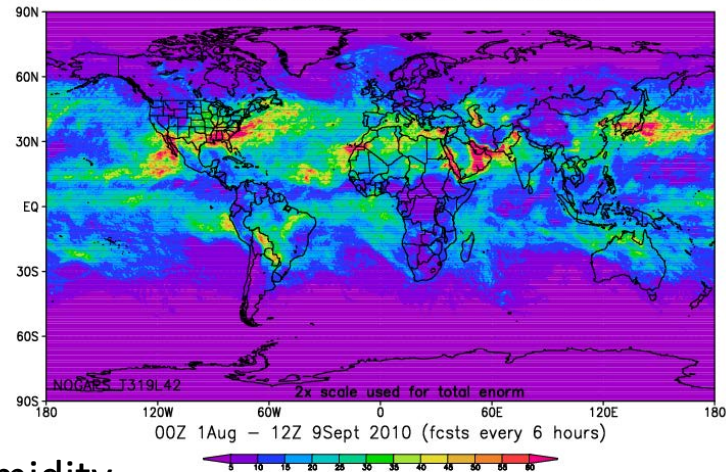 90N
60N
30N
EQ
30S
60S
90S
NOGAPS T319L42
2x scale used for total enorm
180 120W 60W 0 60E 120E 180
00Z 1Aug – 12Z 9Sept 2010 (fcsts every 6 hours)
5 10 15 20 25 30 35 40 45 50 55 60
midity